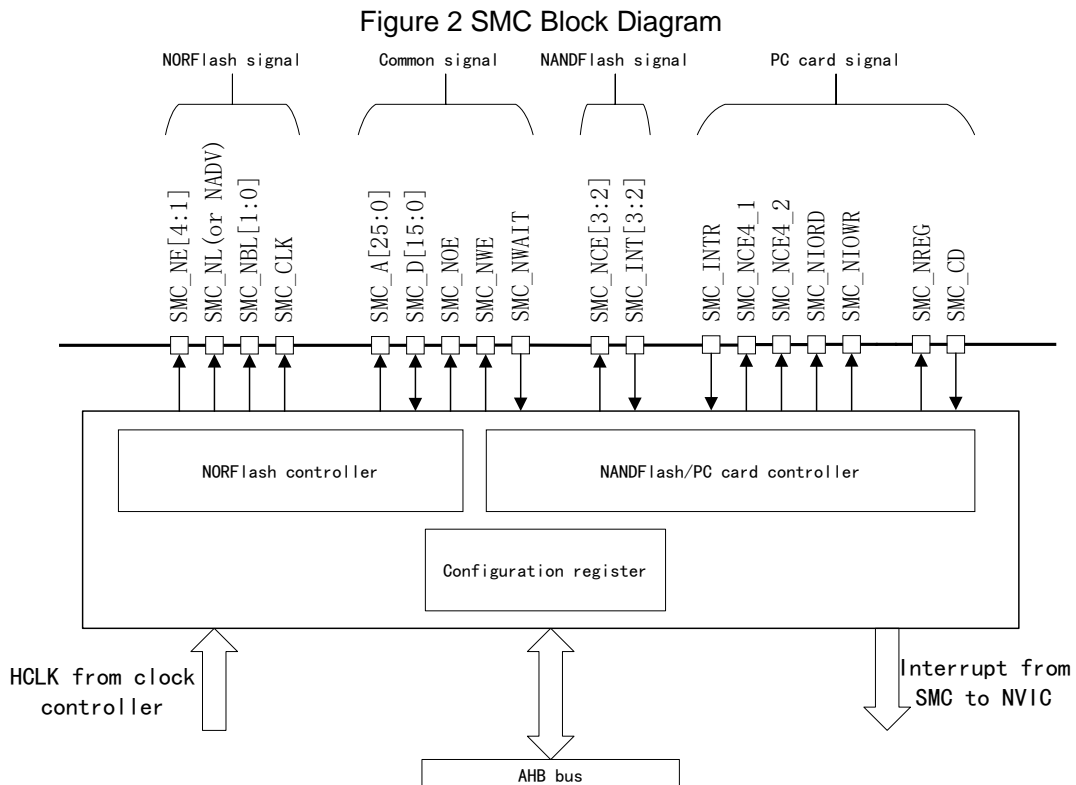 Figure 2 SMC Block Diagram
NORFlash signal
Common signal
NANDFlash signal
PC card signal
SMC_NE[4:1]
SMC_NL(or NADV)
SMC_NBL[1:0]
SMC_CLK
SMC_A[25:0]
SMC_D[15:0]
SMC_NOE
SMC_NWE
SMC_NWAIT
SMC_NCE[3:2]
SMC_INT[3:2]
SMC_INTR
SMC_NCE4_1
SMC_NCE4_2
SMC_NIORD
SMC_NIOWR
SMC_NREG
SMC_CD
NORFlash controller
NANDFlash/PC card controller
Configuration register
HCLK from clock
controller
Interrupt from
SMC to NVIC
AHB bus